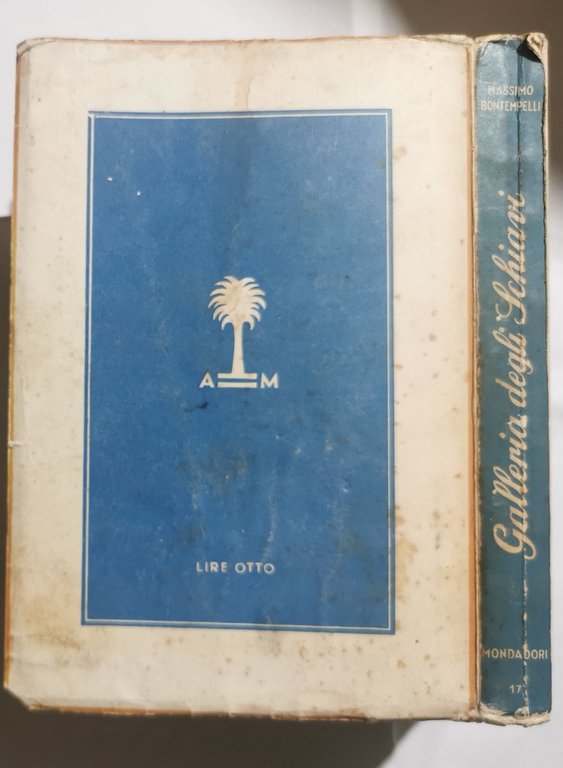 A M
LIRE OTTO
MASSIMO
BONTEMPELLI
Galleria degli Schiavi
MONDADORI
17